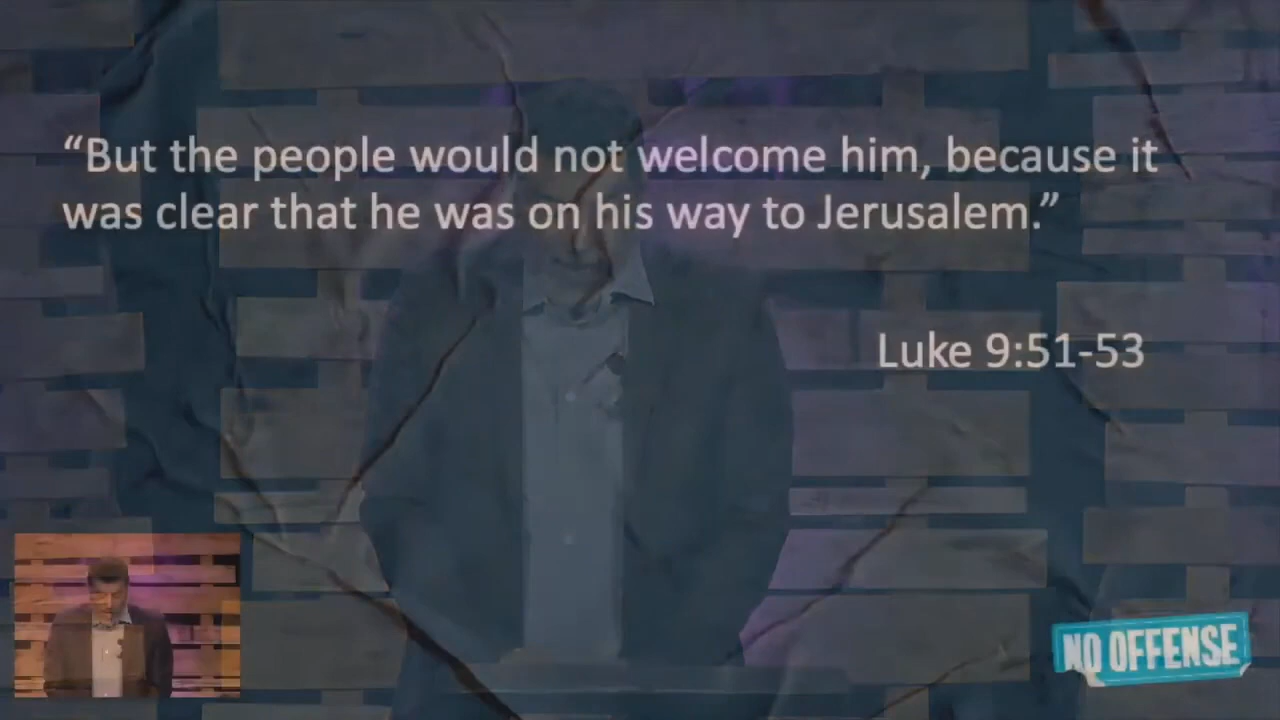 “But the people would not welcome him, because it
was clear that he was on his way to Jerusalem.”
Luke 9:51-53
NO OFFENSE